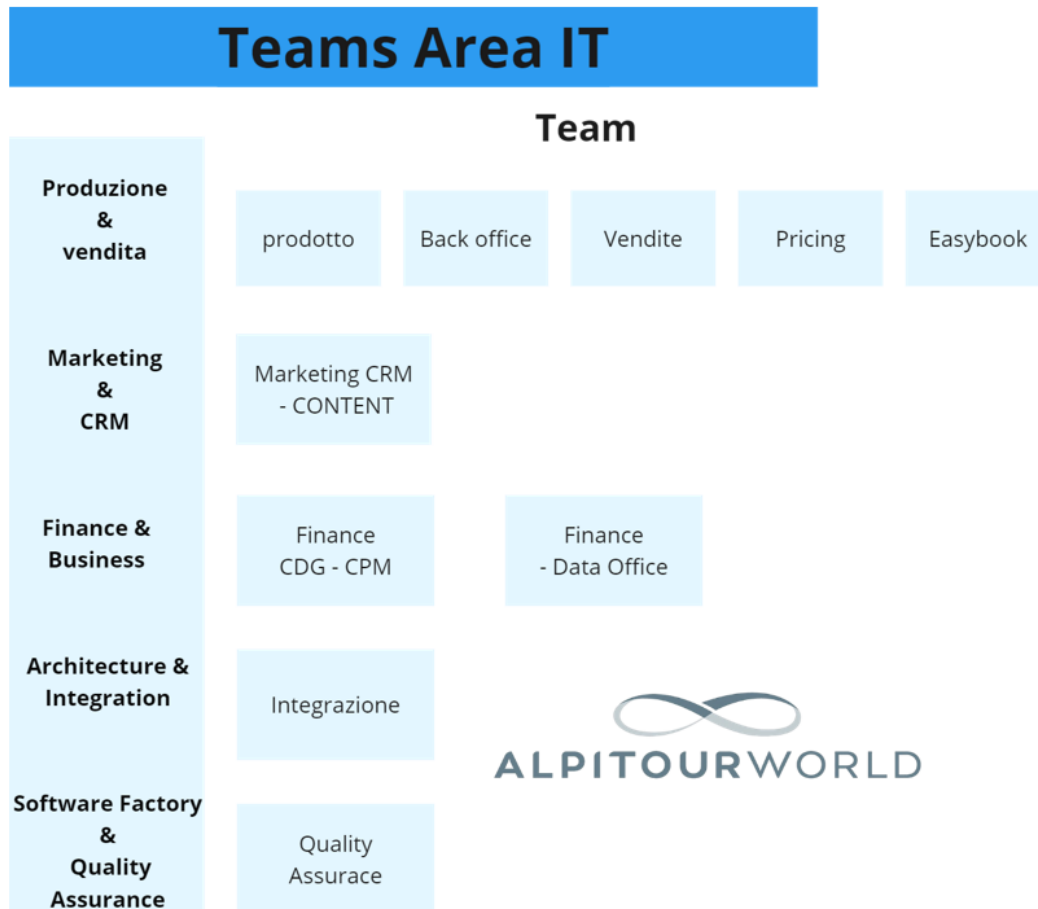 Teams Area IT
Team
Produzione
&
vendita
prodotto
Back office
Vendite
Pricing
Easybook
Marketing
&
CRM
Marketing CRM
- CONTENT
Finance &
Business
Finance
CDG - CPM
Finance
- Data Office
Architecture &
Integration
Integrazione
ALPITOURWORLD
Software Factory
&
Quality
Assurance
Quality
Assurace